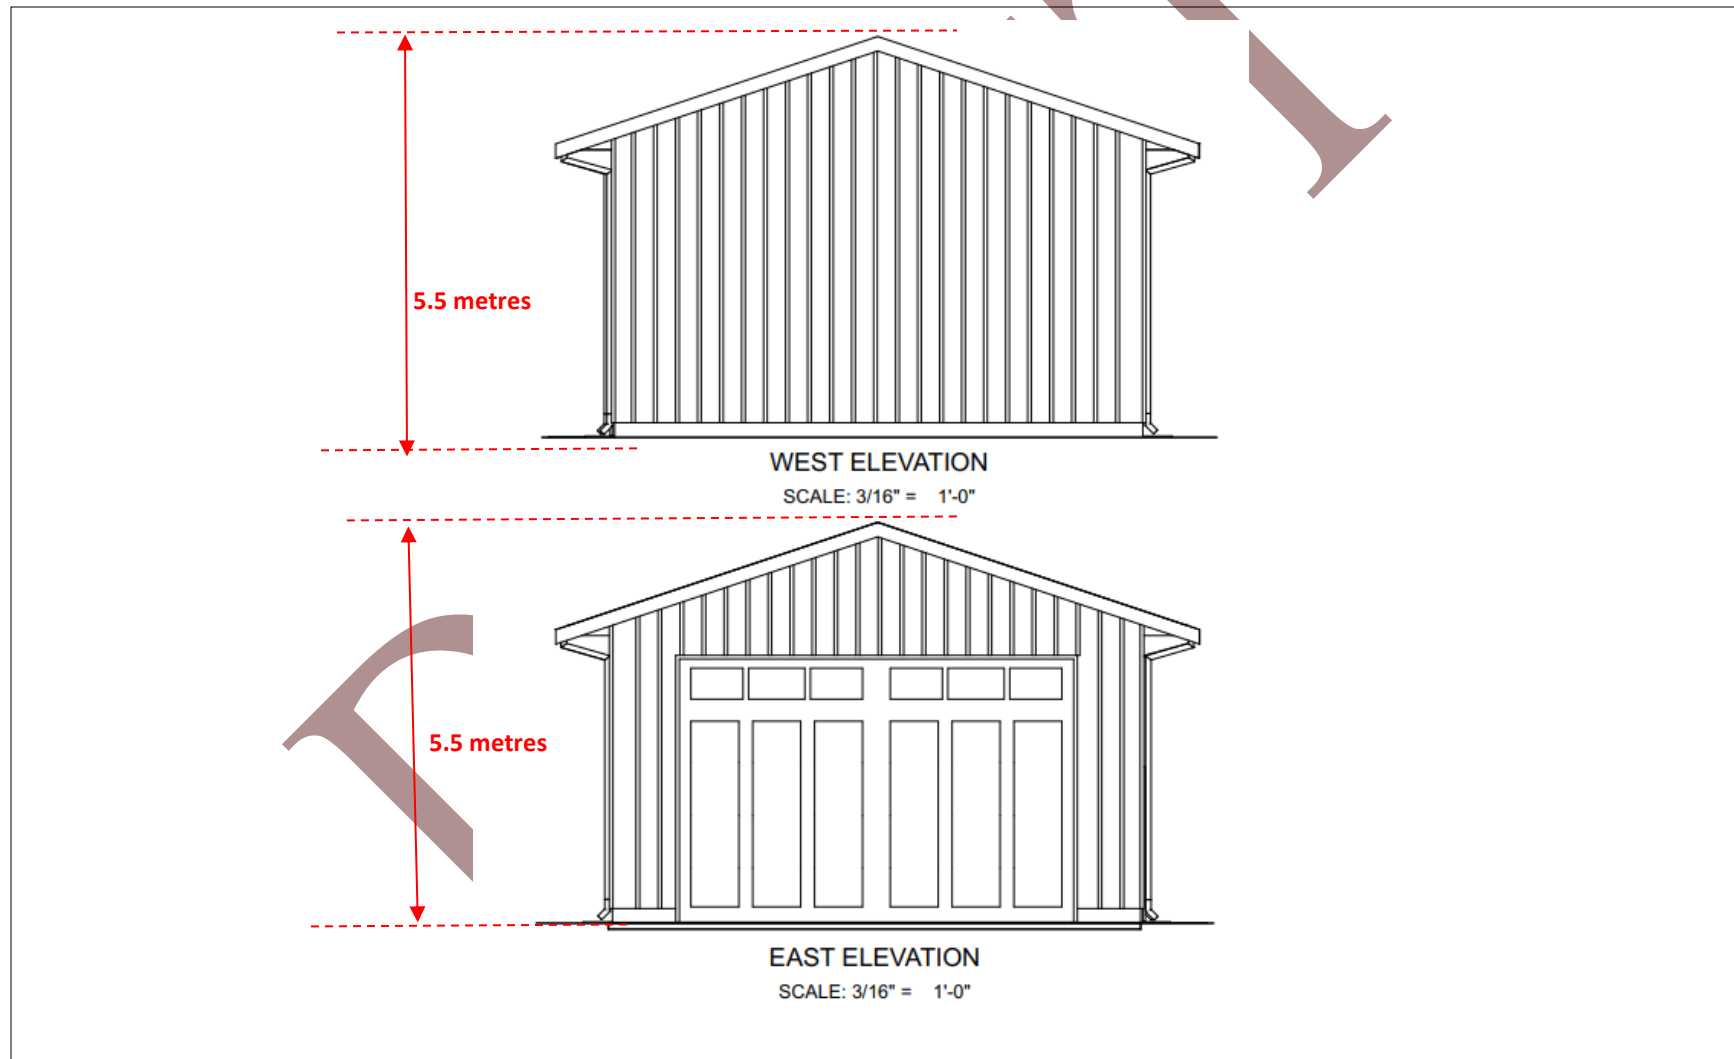 5.5 metres
WEST ELEVATION
SCALE: 3/16" = 1'-0"
5.5 metres
EAST ELEVATION
SCALE: 3/16" = 1'-0"